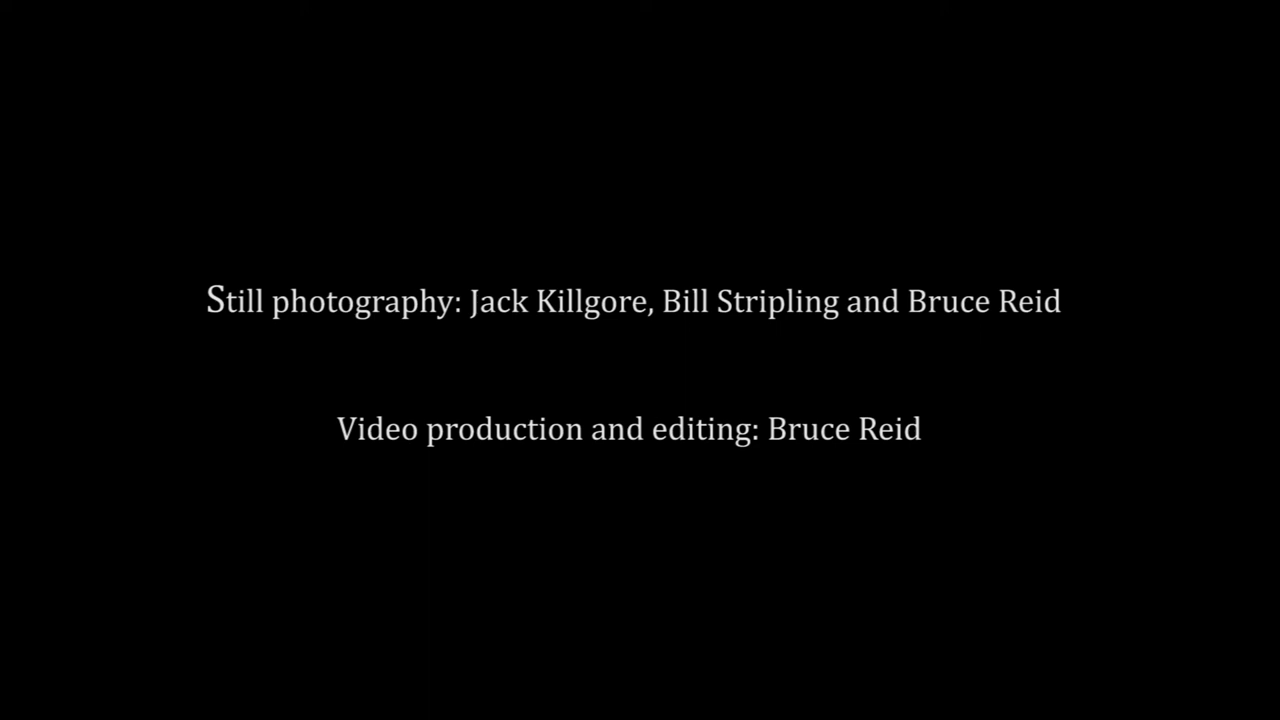 Still photography: Jack Killgore, Bill Stripling and Bruce Reid
Video production and editing: Bruce Reid